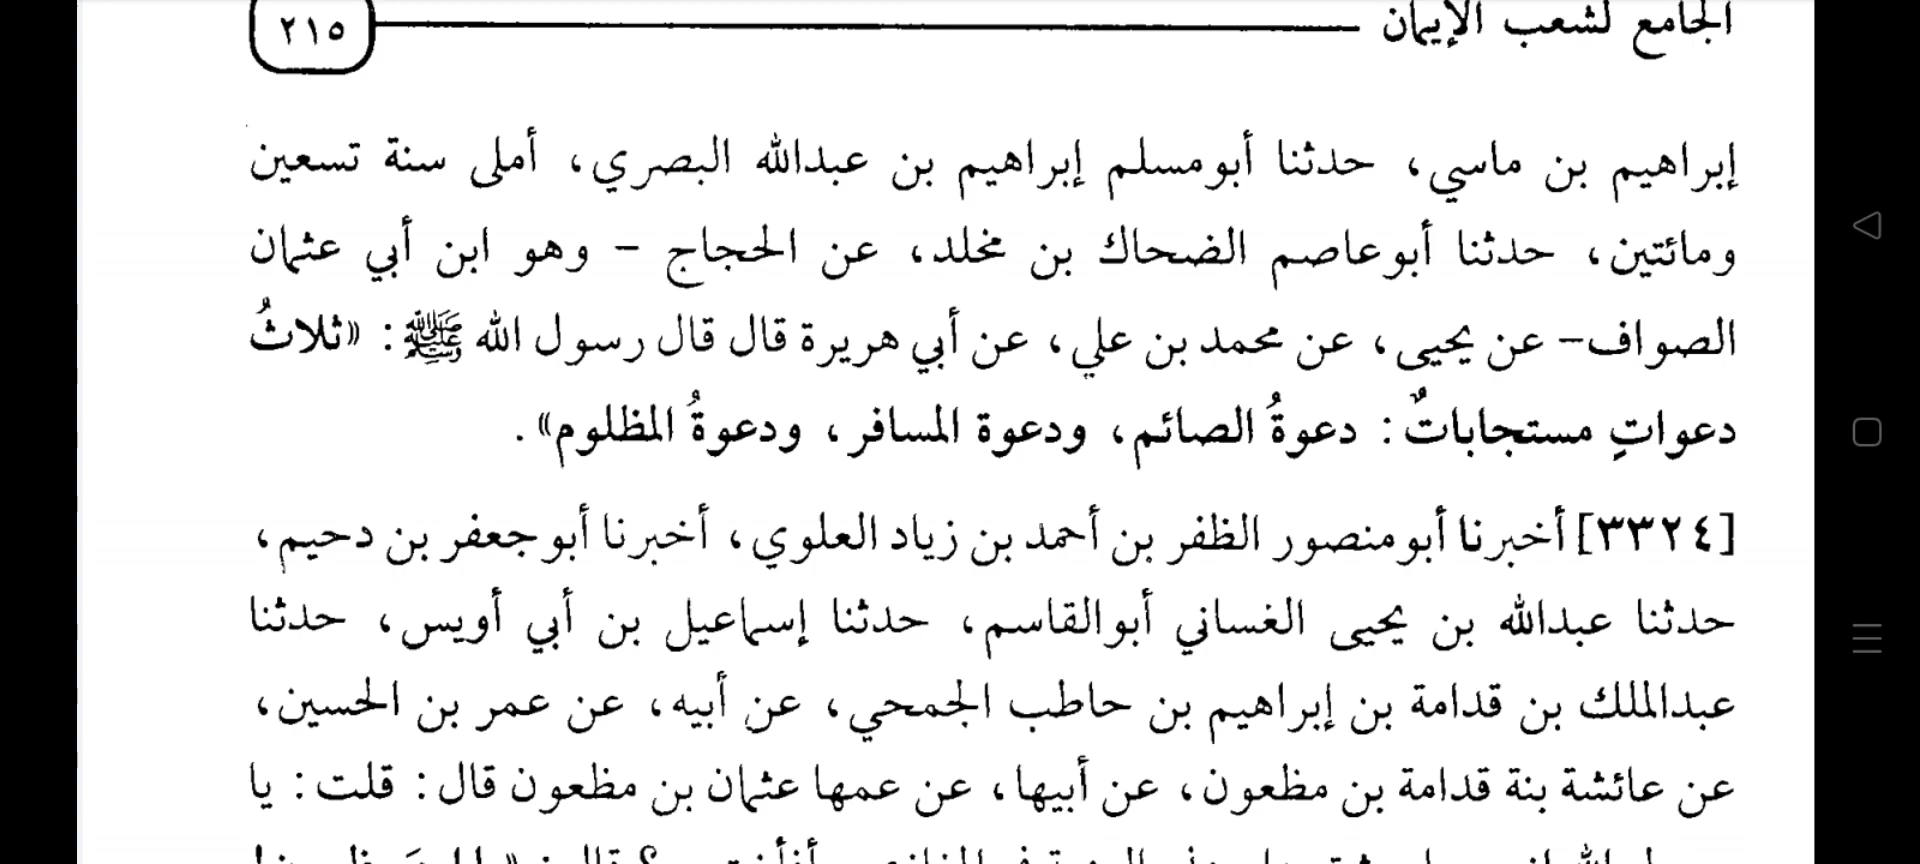 الجامع لشعب الإيمان ٢١٥
إبراهيم بن ماسي، حدثنا أبومسلم إبراهيم بن عبدالله البصري، أملى سنة تسعين
ومائتين، حدثنا أبوعاصم الضحاك بن مخلد، عن الحجاج - وهو ابن أبي عثمان
الصواف- عن يحيى، عن محمد بن علي، عن أبي هريرة قال قال رسول الله ﷺ: «ثلاثُ
دعواتٍ مستجاباتٌ: دعوةُ الصائم، ودعوة المسافر، ودعوةُ المظلوم».
[٣٣٢٤] أخبرنا أبومنصور الظفر بن أحمد بن زياد العلوي، أخبرنا أبوجعفر بن دحيم،
حدثنا عبدالله بن يحيى الغساني أبوالقاسم، حدثنا إسماعيل بن أبي أويس، حدثنا
عبدالملك بن قدامة بن إبراهيم بن حاطب الجمحي، عن أبيه، عن عمر بن الحسين،
عن عائشة بنة قدامة بن مظعون، عن أبيها، عن عمها عثمان بن مظعون قال: قلت: يا